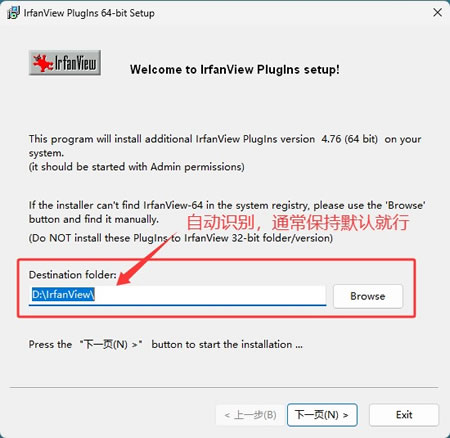 IrfanView PlugIns 64-bit Setup
IrfanView
Welcome to IrfanView PlugIns setup!
This program will install additional IrfanView PlugIns version 4.76 (64 bit) on your
system.
(it should be started with Admin permissions)
If the installer can't find IrfanView-64 in the system registry, please use the 'Browse'
button and find it manually.
自动识别，通常保持默认就行
(Do NOT install these PlugIns to IrfanView 32-bit folder/version)
Destination folder:
D:\IrfanView\
Browse
Press the "下一页(N) >" button to start the installation ...
< 上一步(B)
下一页(N) >
Exit